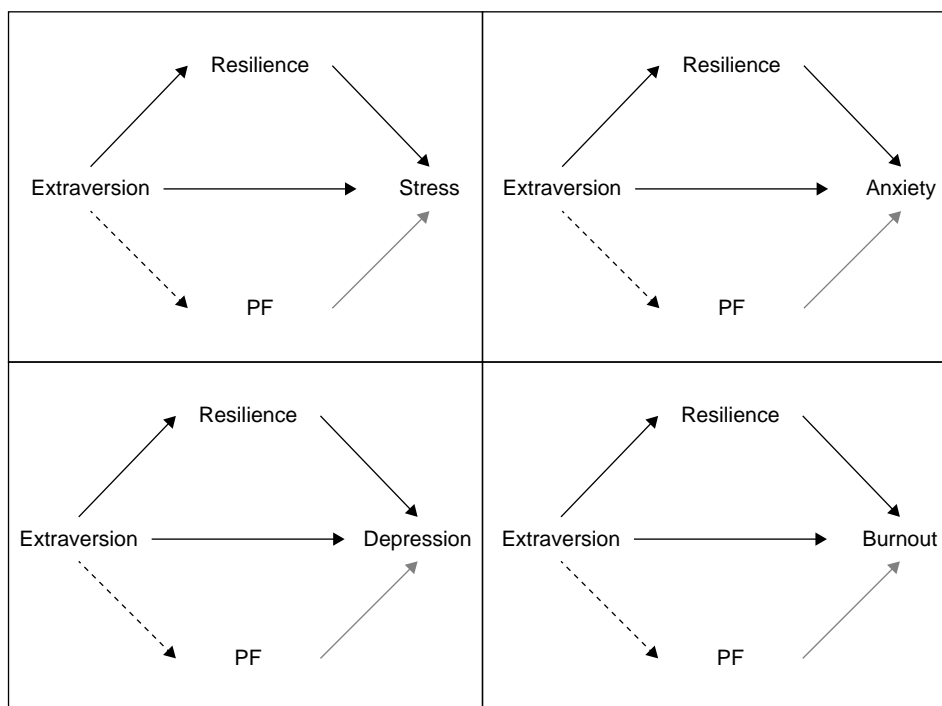 Resilience
Extraversion
Stress
PF
Resilience
Extraversion
Anxiety
PF
Resilience
Extraversion
Depression
PF
Resilience
Extraversion
Burnout
PF